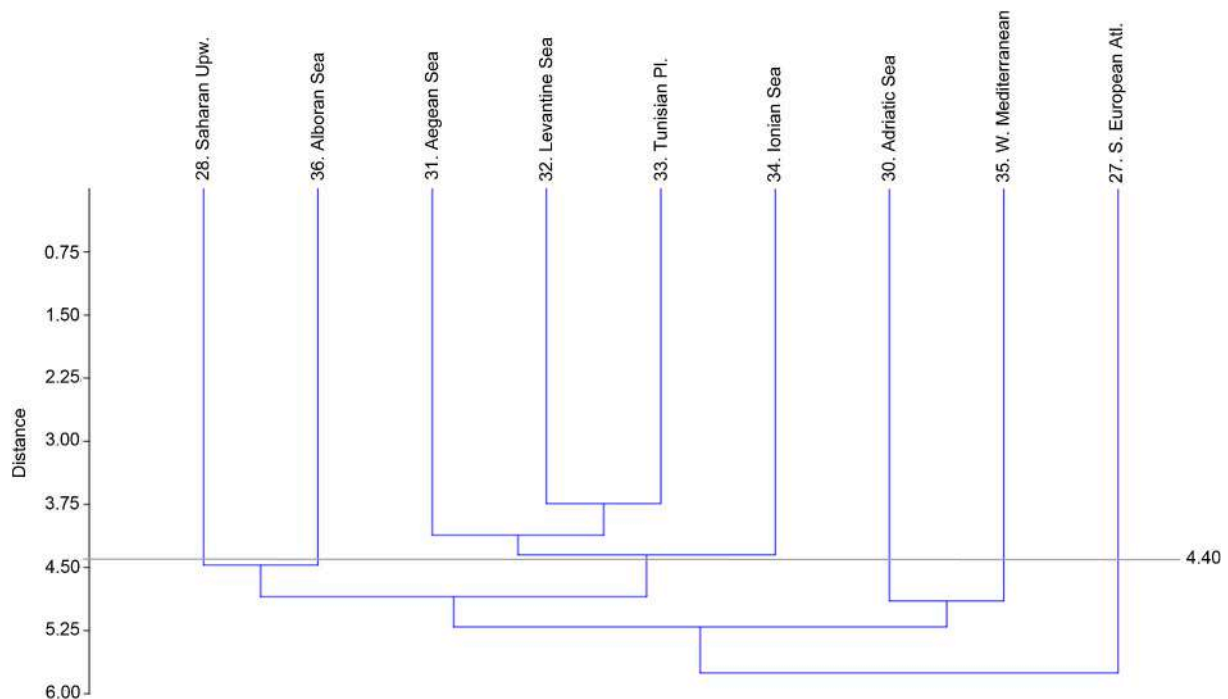 28. Saharan Upw.
36. Alboran Sea
31. Aegean Sea
32. Levantine Sea
33. Tunisian Pl.
34. Ionian Sea
30. Adriatic Sea
35. W. Mediterranean
27. S. European Atl.
0.75
1.50
2.25
3.00
3.75
4.50
5.25
6.00
Distance
4.40